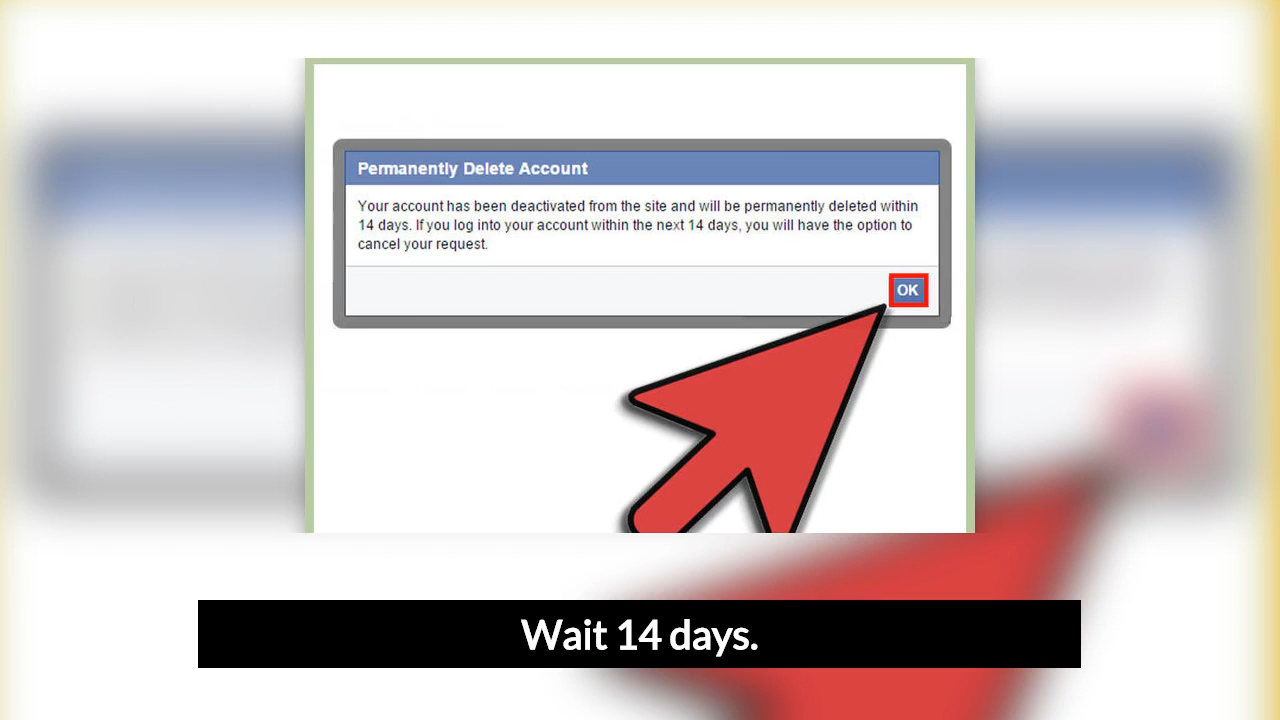 Permanently Delete Account
Your account has been deactivated from the site and will be permanently deleted within
14 days. If you log into your account within the next 14 days, you will have the option to
cancel your request.
OK
Wait 14 days.